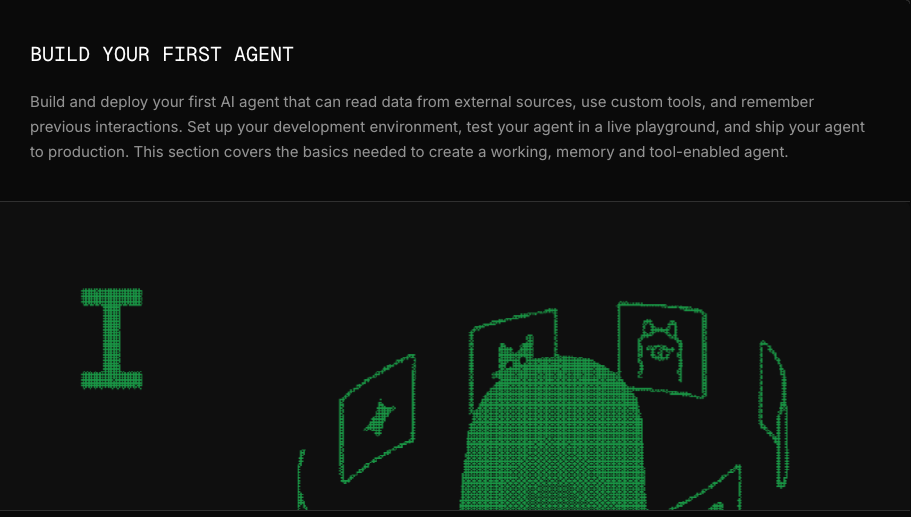 BUILD YOUR FIRST AGENT
Build and deploy your first AI agent that can read data from external sources, use custom tools, and remember
previous interactions. Set up your development environment, test your agent in a live playground, and ship your agent
to production. This section covers the basics needed to create a working, memory and tool-enabled agent.
I